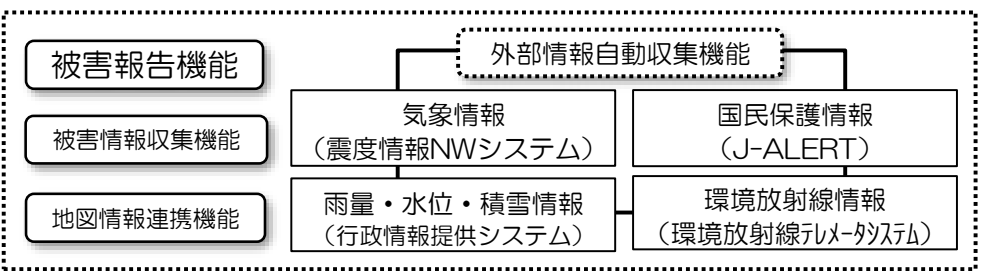 被害報告機能
被害情報収集機能
地図情報連携機能
外部情報自動収集機能
気象情報
（震度情報NWシステム）
国民保護情報
（J-ALERT）
雨量・水位・積雪情報
（行政情報提供システム）
環境放射線情報
（環境放射線ﾃﾚﾒｰﾀｼｽﾃﾑ）